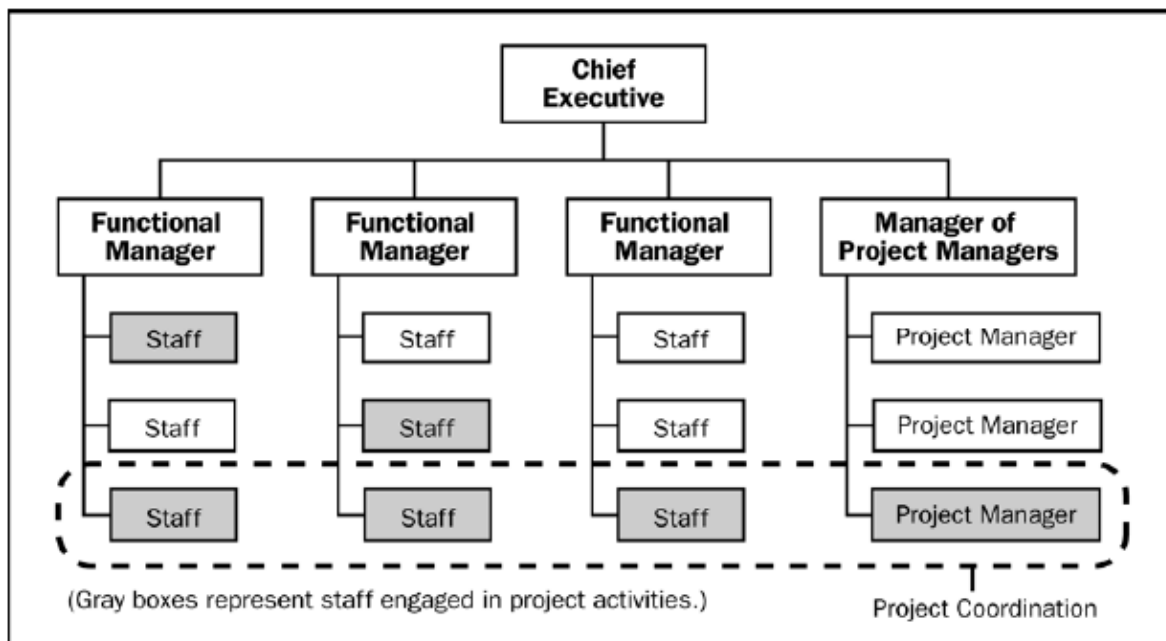 Chief
Executive
Functional
Manager
Functional
Manager
Functional
Manager
Manager of
Project Managers
Staff
Staff
Staff
Project Manager
Staff
Staff
Staff
Project Manager
Staff
Staff
Staff
Project Manager
(Gray boxes represent staff engaged in project activities.)
Project Coordination